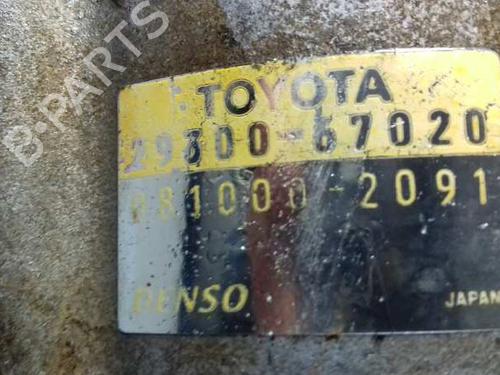 B-PARTS
TOYOTA
29300-67020
081000-2091
DENSO
JAPAN